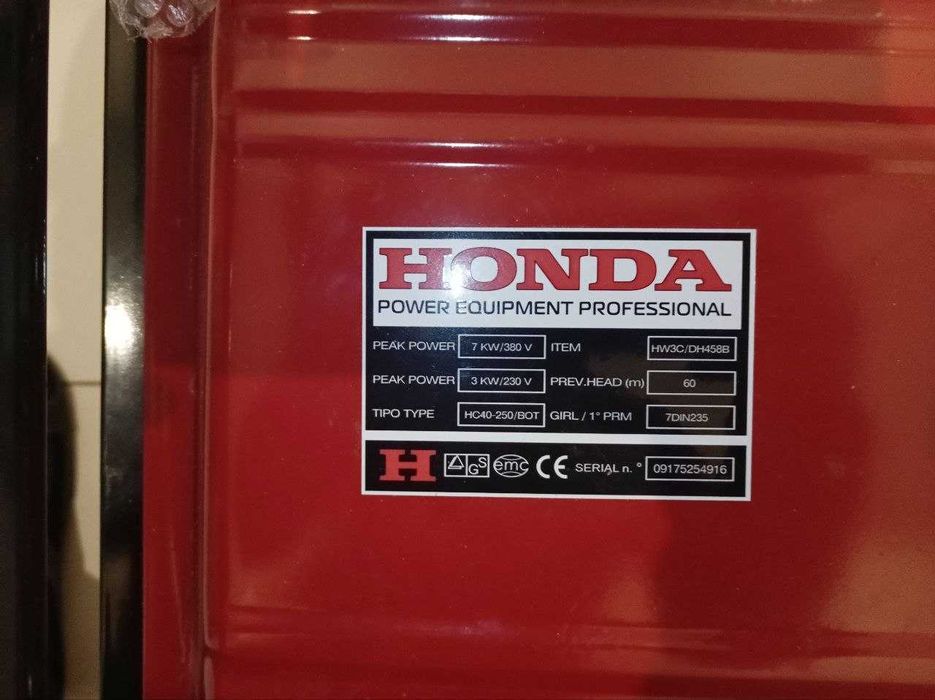 HONDA
POWER EQUIPMENT PROFESSIONAL
PEAK POWER 7 KW/380 V ITEM HW3C/DH458B
PEAK POWER 3 KW/230 V PREV.HEAD (m) 60
TIPO TYPE HC40-250/BOT GIRL / 1° PRM 7DIN235
H GS emc CE SERIAL n. ° 09175254916